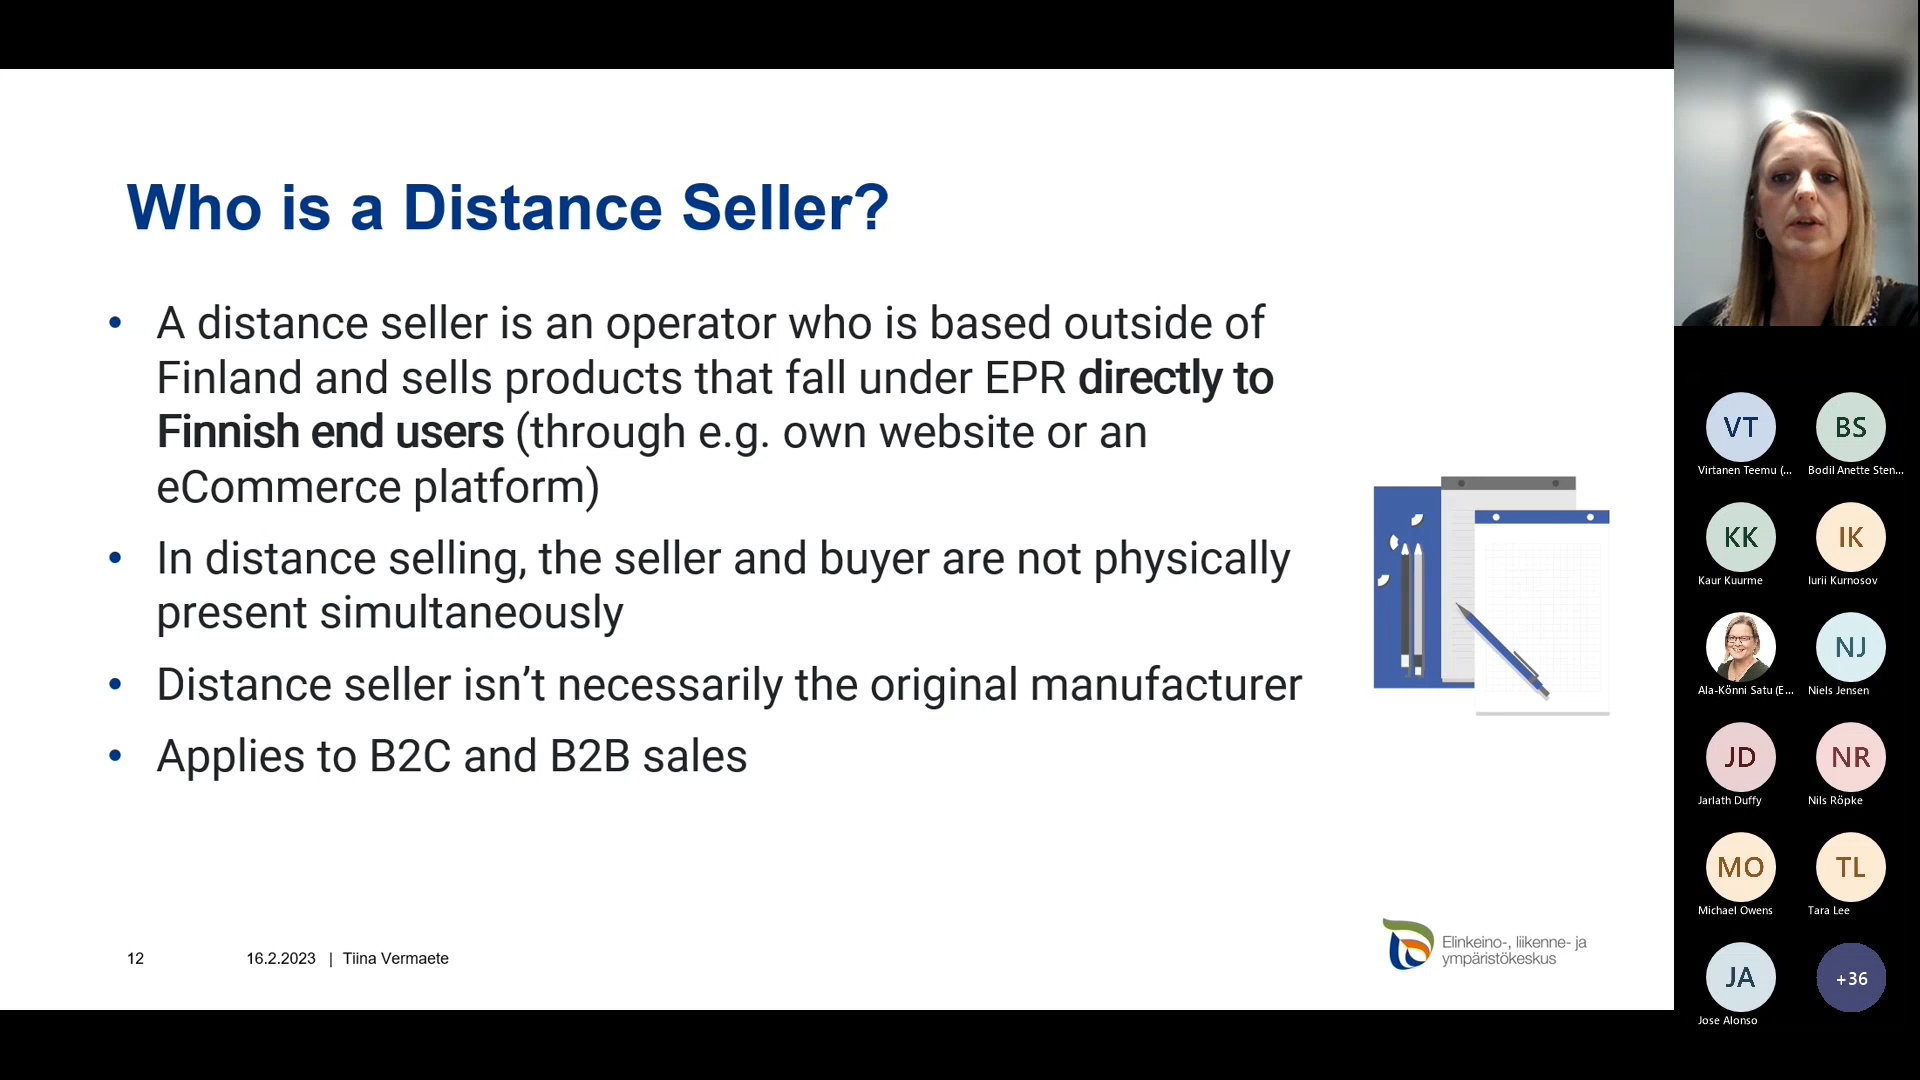 Who is a Distance Seller?
• A distance seller is an operator who is based outside of
Finland and sells products that fall under EPR directly to
Finnish end users (through e.g. own website or an
eCommerce platform)
• In distance selling, the seller and buyer are not physically
present simultaneously
• Distance seller isn’t necessarily the original manufacturer
• Applies to B2C and B2B sales
12 16.2.2023 | Tiina Vermaete
Elinkeino-, liikenne- ja
ympäristökeskus
VT BS
Virtanen Teemu (... Bodil Anette Sten...
KK IK
Kaur Kuurme Iurii Kurnosov
NJ
Ala-Könni Satu (E... Niels Jensen
JD NR
Jarlath Duffy Nils Röpke
MO TL
Michael Owens Tara Lee
JA +36
Jose Alonso